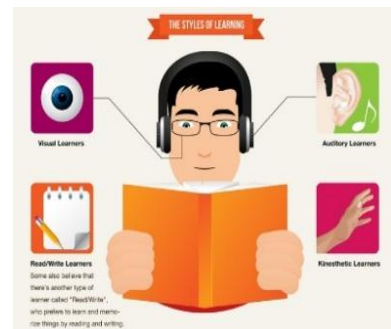 THE STYLES OF LEARNING
Visual Learners
Auditory Learners
Read/Write Learners
Some also believe that
there's another type of
learner called "Read/Write",
who prefers to learn and memo-
rize things by reading and writing.
Kinesthetic Learners